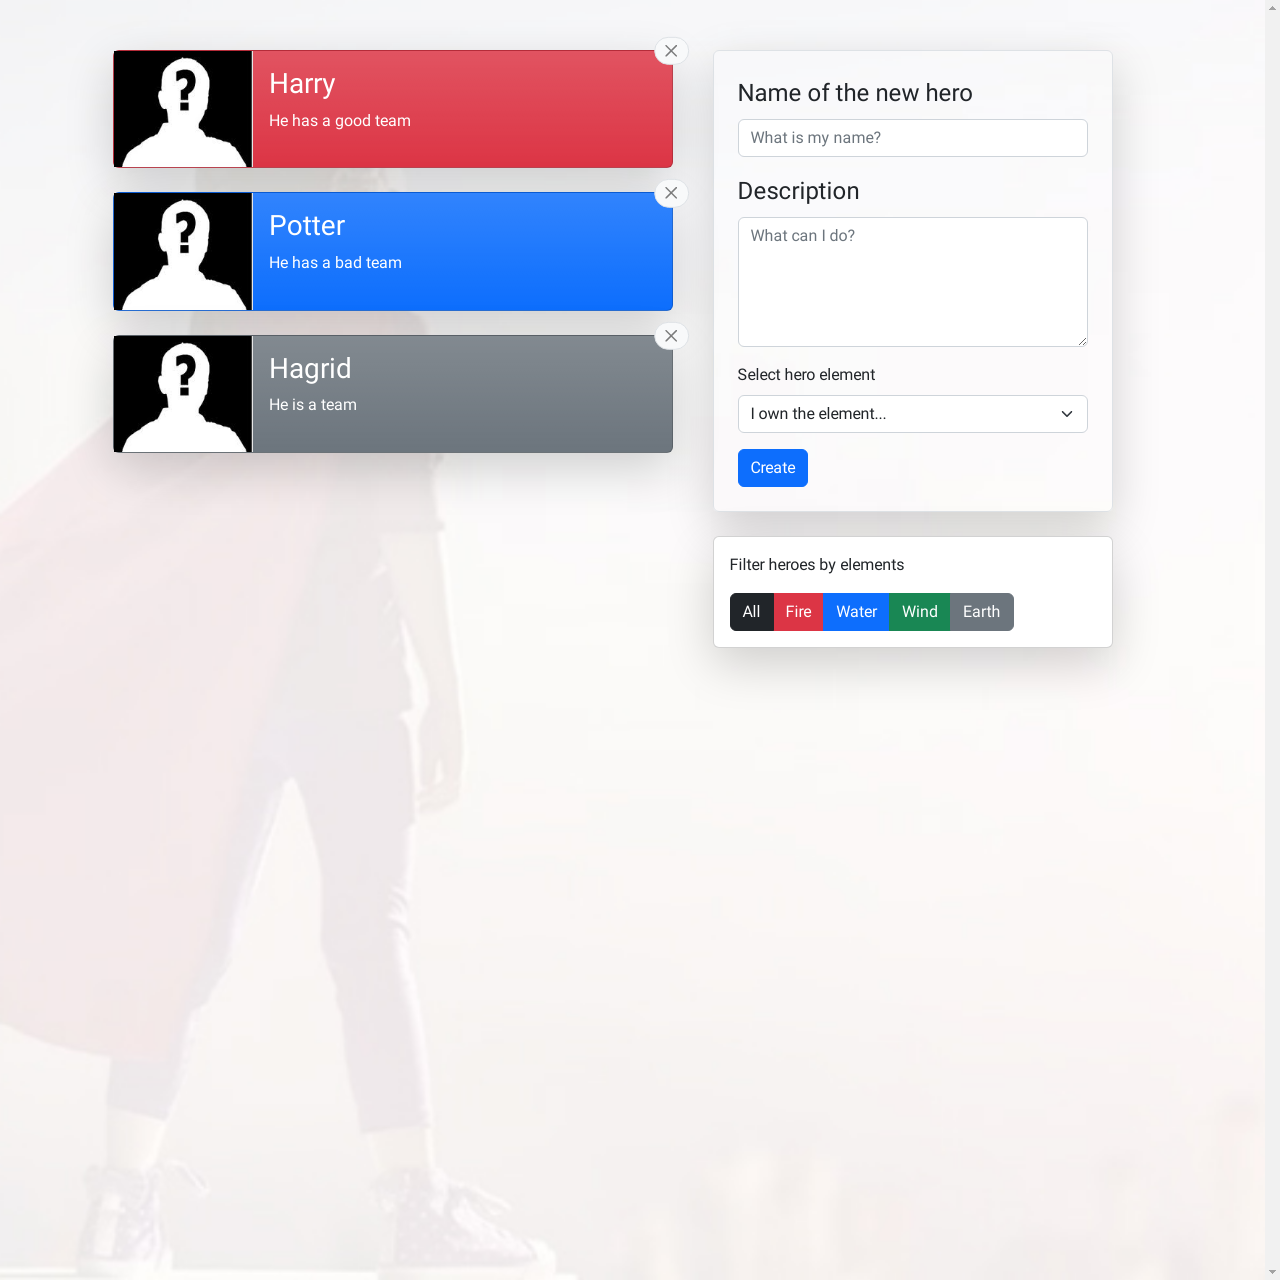 Harry
He has a good team
Potter
He has a bad team
Hagrid
He is a team
Name of the new hero
What is my name?
Description
What can I do?
Select hero element
I own the element...
Create
Filter heroes by elements
All Fire Water Wind Earth